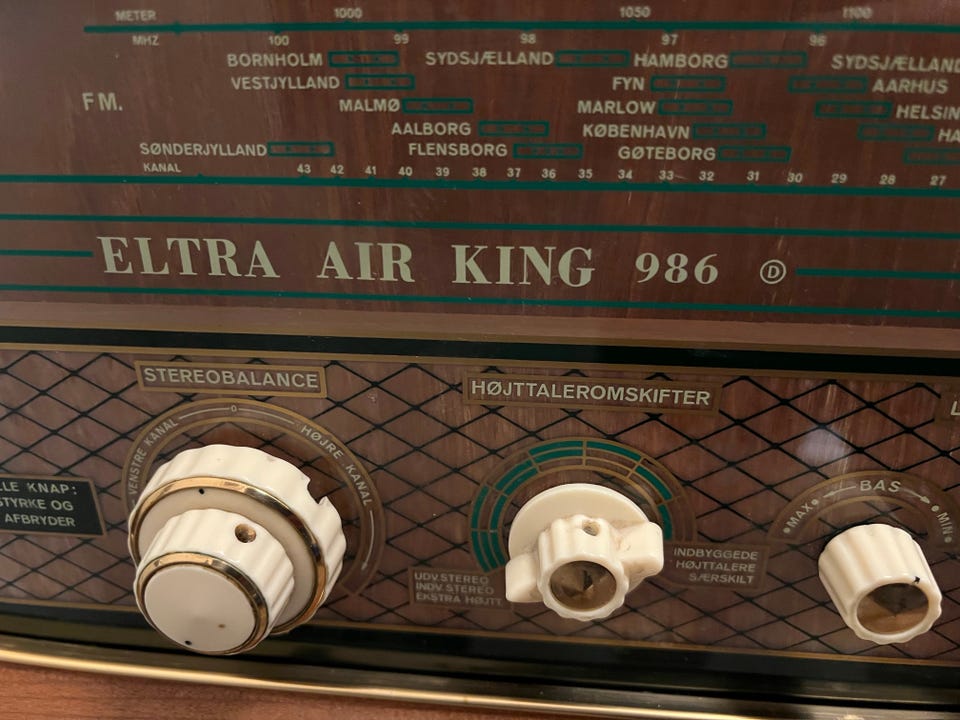 METER 1000 1050 1100
MHZ 100 99 98 97 96
BORNHOLM SYDSJÆLLAND HAMBORG SYDSJÆLLAND
VESTJYLLAND FYN AARHUS
FM. MALMØ MARLOW HELSIN
AALBORG KØBENHAVN HA
SØNDERJYLLAND FLENSBORG GØTEBORG
KANAL 43 42 41 40 39 38 37 36 35 34 33 32 31 30 29 28 27
ELTRA AIR KING 986 D
STEREOBALANCE
HØJTTALEROMSKIFTER
L
VENSTRE KANAL 0 HØJRE KANAL
MAX BAS MIN
LLE KNAP:
STYRKE OG
AFBRYDER
UDV. STEREO
INDV. STEREO
EKSTRA HØJTT.
INDBYGGEDE
HØJTTALERE
SÆRSKILT